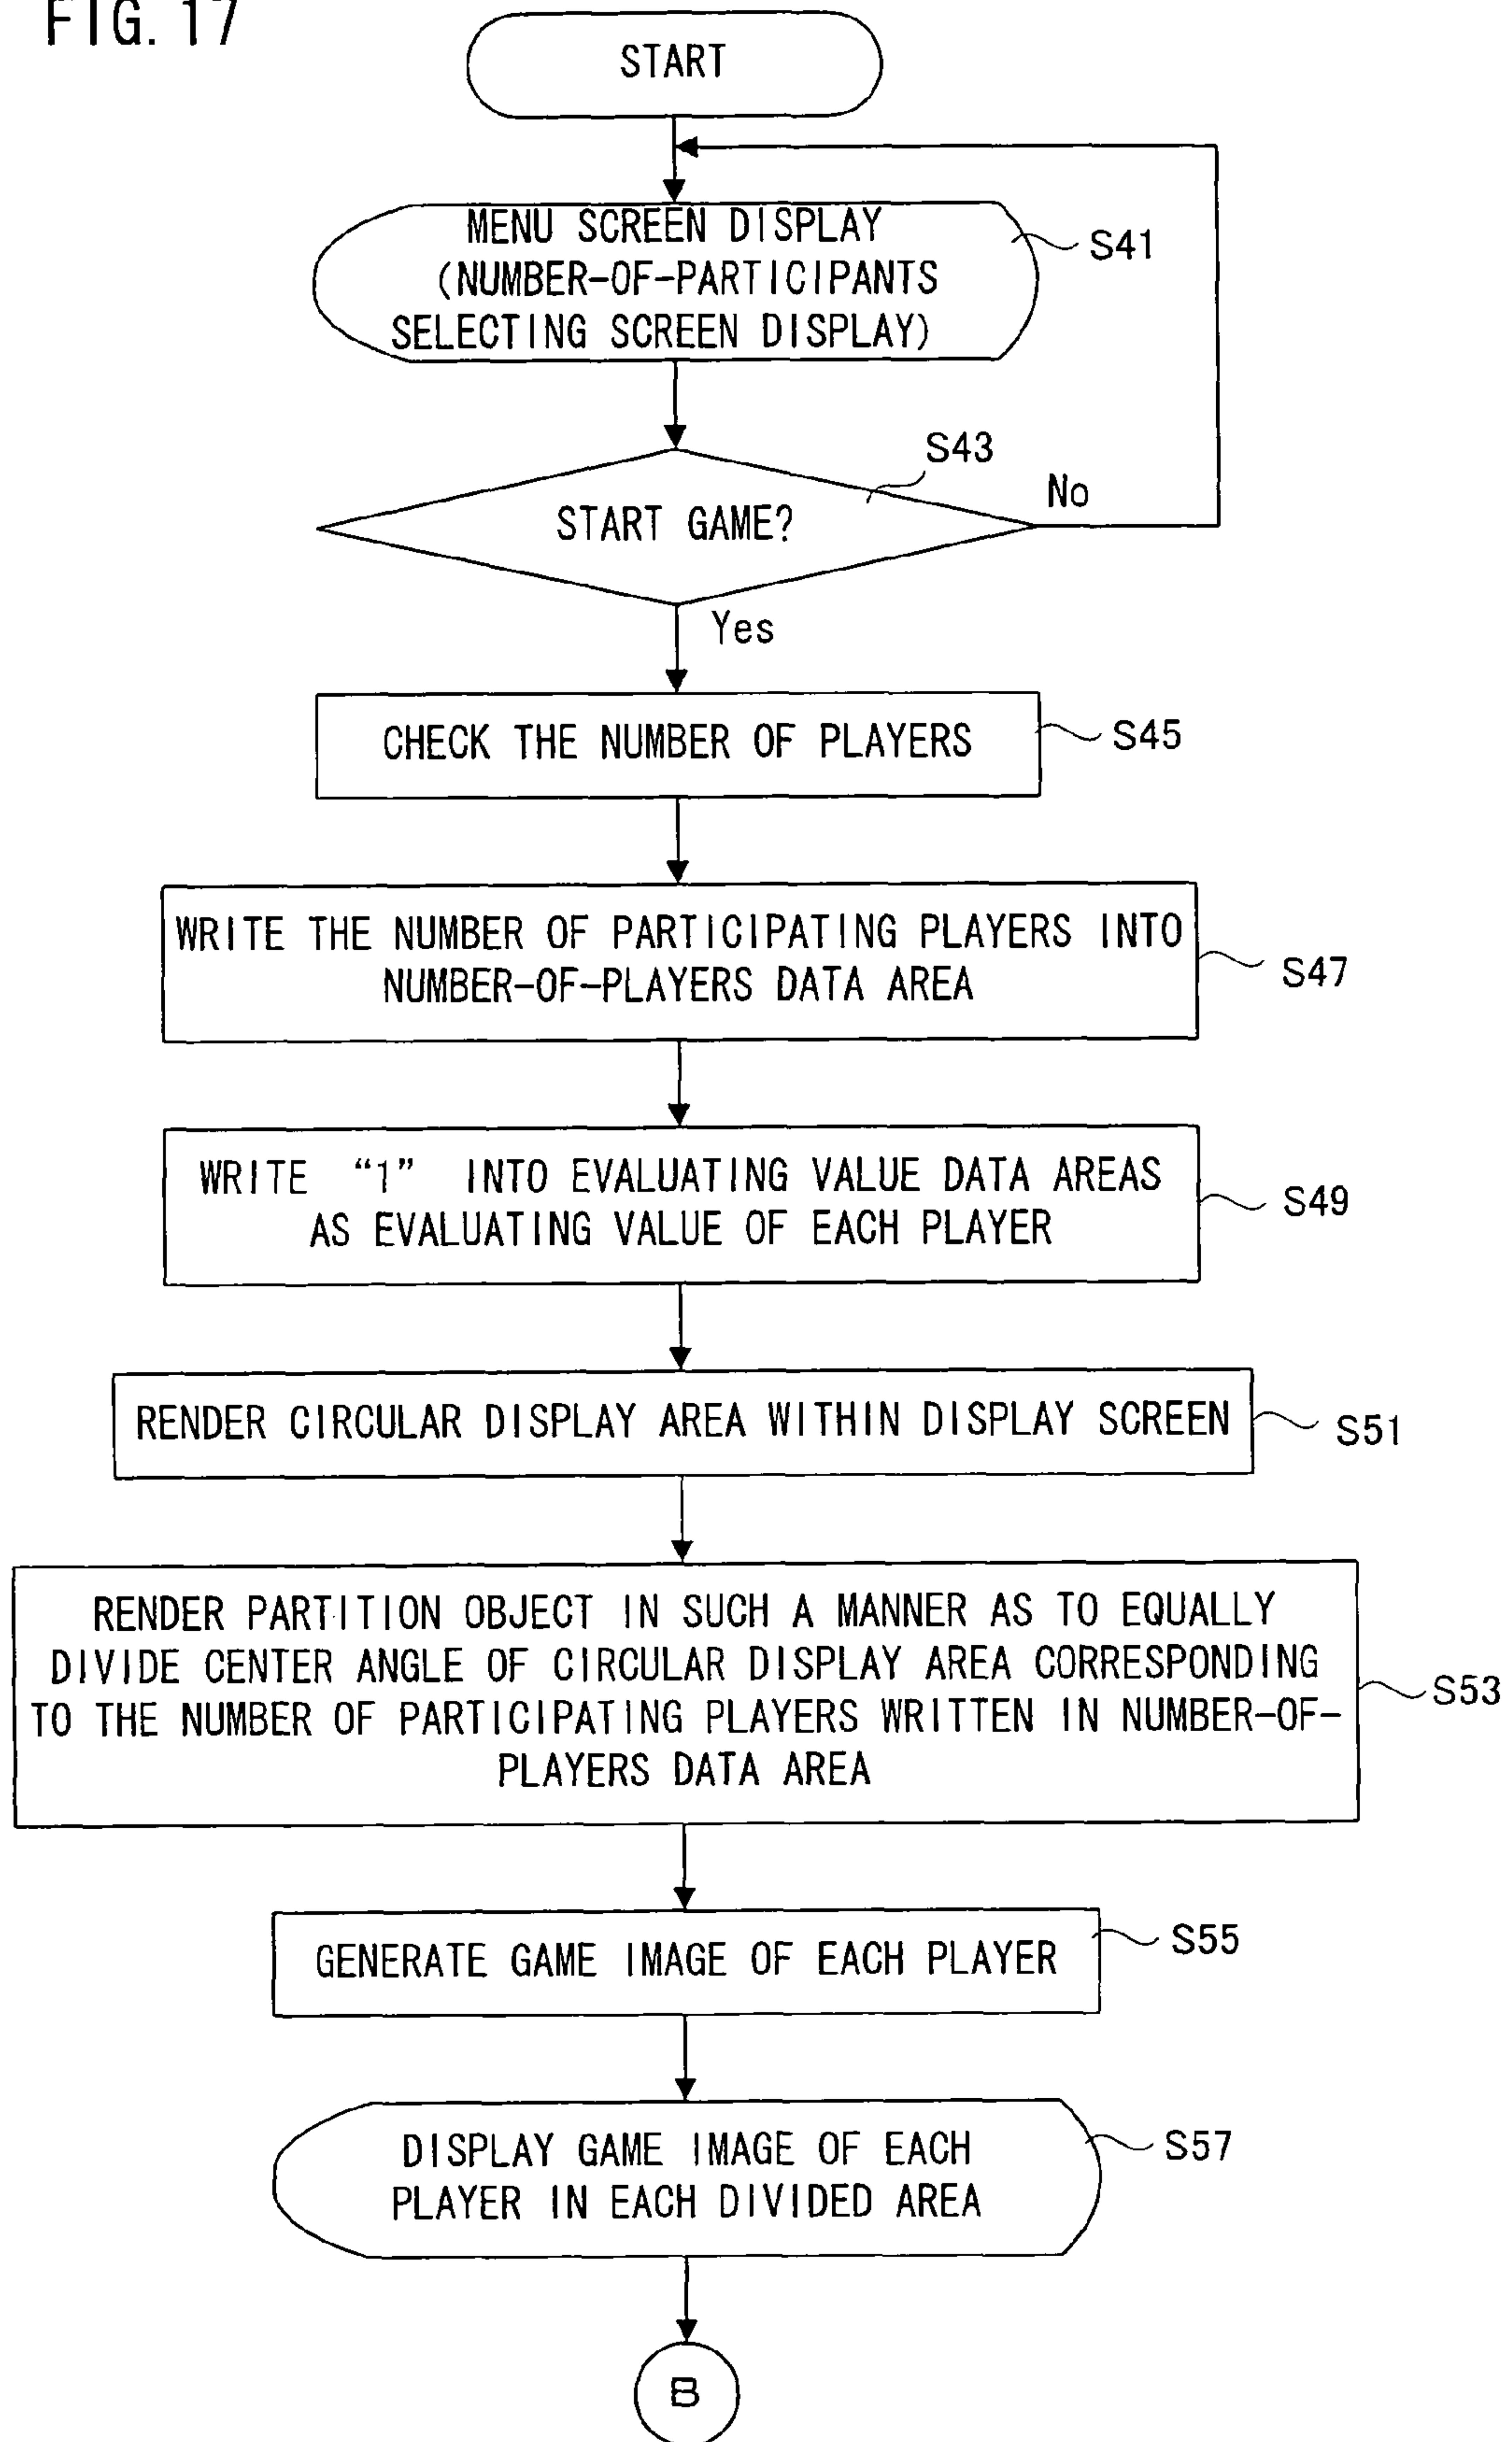 FIG. 17
START
MENU SCREEN DISPLAY
(NUMBER-OF-PARTICIPANTS
SELECTING SCREEN DISPLAY)
S41
S43
START GAME?
No
Yes
CHECK THE NUMBER OF PLAYERS
S45
WRITE THE NUMBER OF PARTICIPATING PLAYERS INTO
NUMBER-OF-PLAYERS DATA AREA
S47
WRITE “1” INTO EVALUATING VALUE DATA AREAS
AS EVALUATING VALUE OF EACH PLAYER
S49
RENDER CIRCULAR DISPLAY AREA WITHIN DISPLAY SCREEN
S51
RENDER PARTITION OBJECT IN SUCH A MANNER AS TO EQUALLY
DIVIDE CENTER ANGLE OF CIRCULAR DISPLAY AREA CORRESPONDING
TO THE NUMBER OF PARTICIPATING PLAYERS WRITTEN IN NUMBER-OF-
PLAYERS DATA AREA
S53
GENERATE GAME IMAGE OF EACH PLAYER
S55
DISPLAY GAME IMAGE OF EACH
PLAYER IN EACH DIVIDED AREA
S57
B